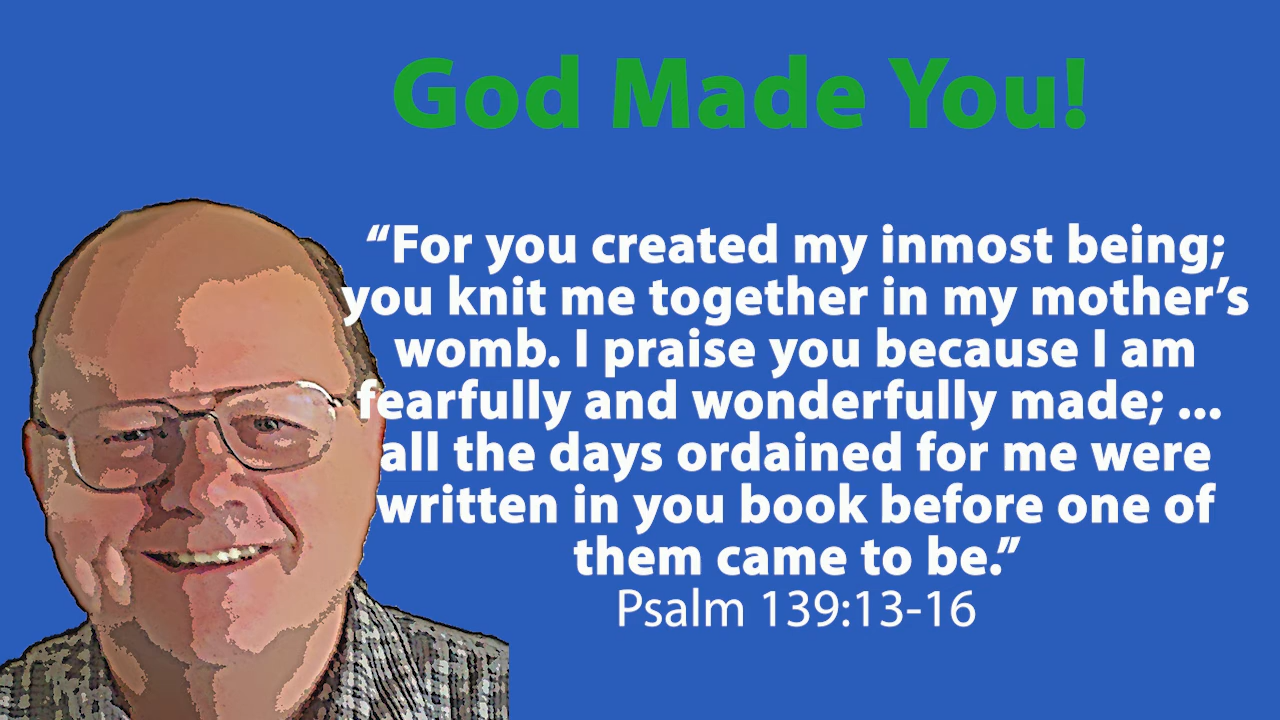 God Made You!
“For you created my inmost being;
you knit me together in my mother’s
womb. I praise you because I am
fearfully and wonderfully made; ...
all the days ordained for me were
written in you book before one of
them came to be.”
Psalm 139:13-16